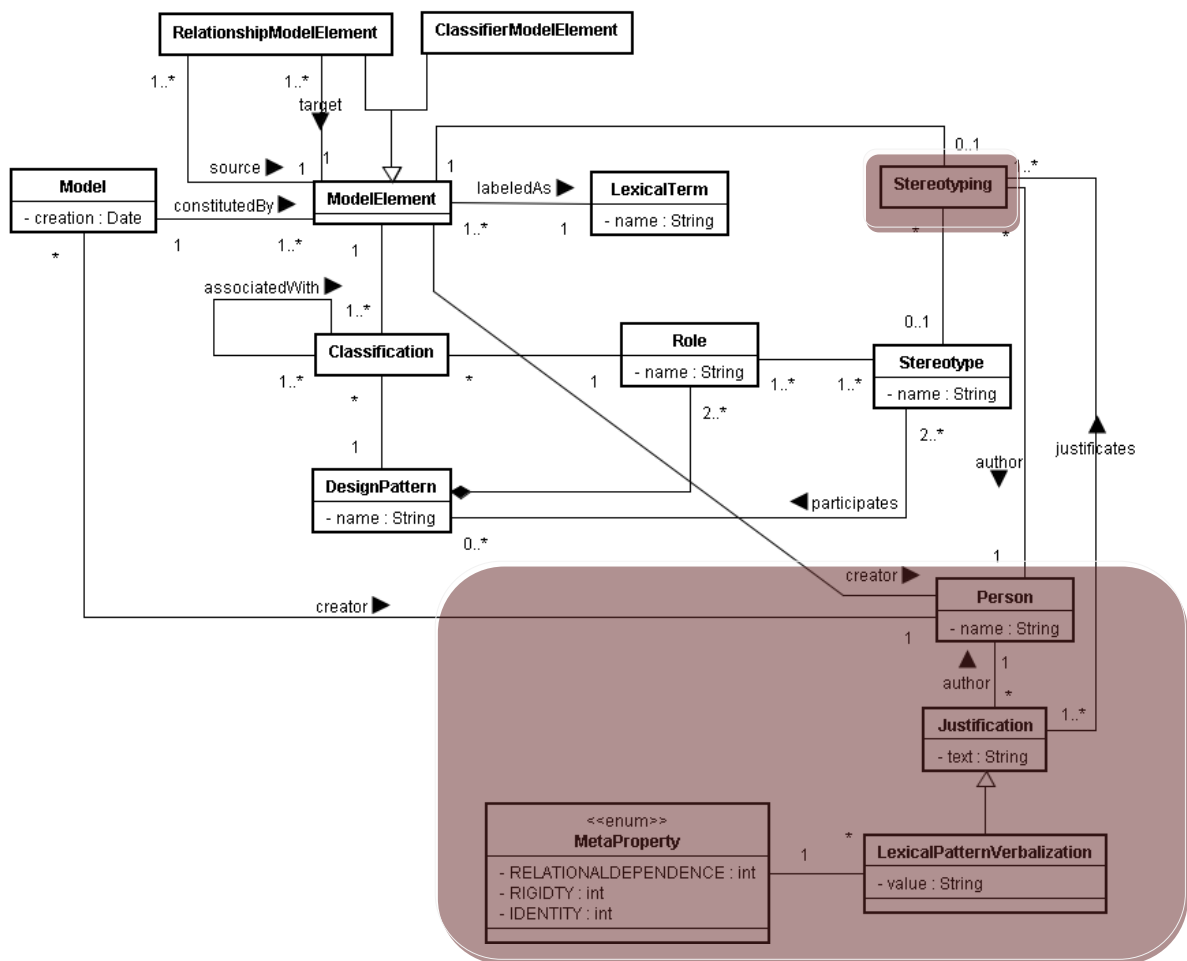 RelationshipModelElement
ClassifierModelElement
1..*
1..*
target
0..1
source
1
1
1
1..*
Model
- creation : Date
constitutedBy
ModelElement
labeledAs
LexicalTerm
- name : String
Stereotyping
*
1
1..*
1
1..*
1
*
*
associatedWith
1..*
0..1
Classification
Role
- name : String
Stereotype
- name : String
1..*
*
*
1
1..*
1..*
2..*
2..*
1
justificates
author
DesignPattern
- name : String
participates
0..*
1
creator
Person
- name : String
creator
1
1
author
*
1..*
Justification
- text : String
<<enum>>
MetaProperty
- RELATIONALDEPENDENCE : int
- RIGIDTY : int
- IDENTITY : int
1
*
LexicalPatternVerbalization
- value : String